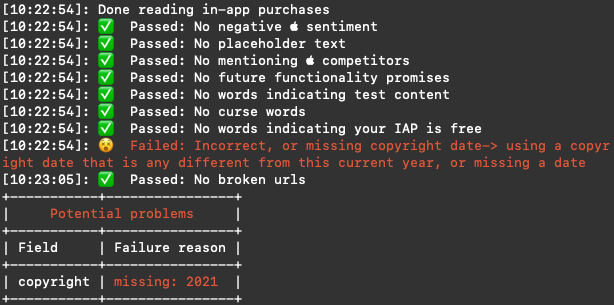 [10:22:54]: Done reading in-app purchases
[10:22:54]: ✅  Passed: No negative  sentiment
[10:22:54]: ✅  Passed: No placeholder text
[10:22:54]: ✅  Passed: No mentioning  competitors
[10:22:54]: ✅  Passed: No future functionality promises
[10:22:54]: ✅  Passed: No words indicating test content
[10:22:54]: ✅  Passed: No curse words
[10:22:54]: ✅  Passed: No words indicating your IAP is free
[10:22:54]: 😵  Failed: Incorrect, or missing copyright date-> using a copyr
ight date that is any different from this current year, or missing a date
[10:23:05]: ✅  Passed: No broken urls
Potential problems
Field | Failure reason
copyright | missing: 2021